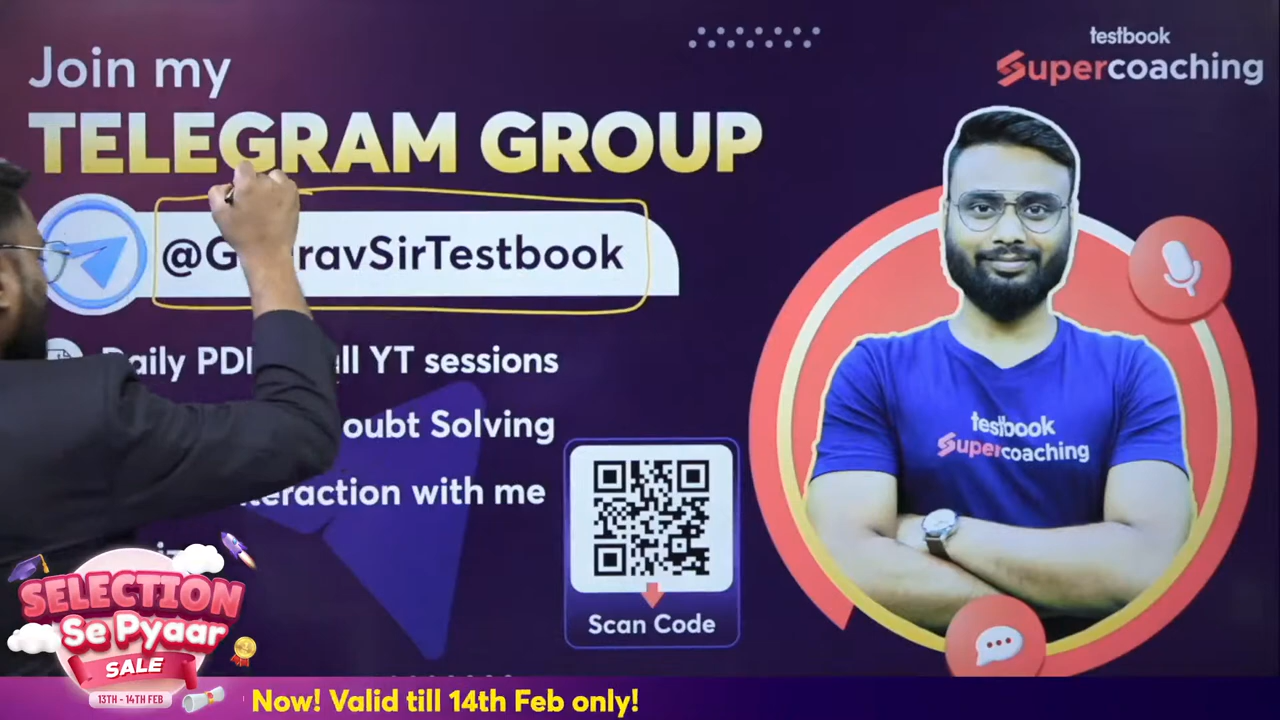 testbook
Supercoaching
Join my
TELEGRAM GROUP
@G ravSirTestbook
Daily PD ll YT sessions
oubt Solving
teraction with me
testbook
Supercoaching
Scan Code
SELECTION
Se Pyaar
SALE
13TH - 14TH FEB
Now! Valid till 14th Feb only!